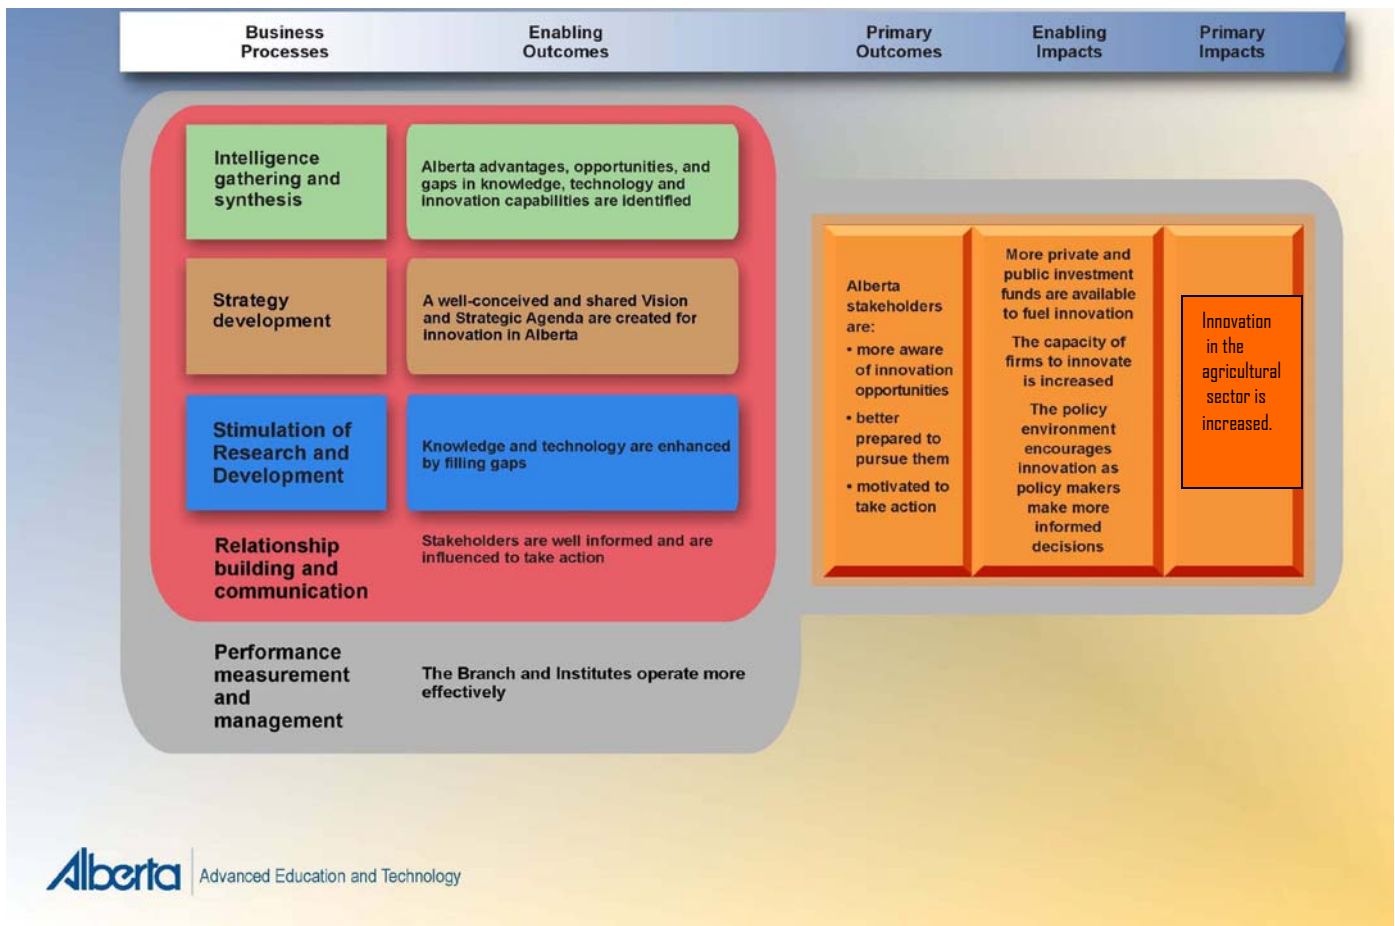 Business
Processes
Enabling
Outcomes
Primary
Outcomes
Enabling
Impacts
Primary
Impacts
Intelligence
gathering and
synthesis
Alberta advantages, opportunities, and
gaps in knowledge, technology and
innovation capabilities are identified
Strategy
development
A well-conceived and shared Vision
and Strategic Agenda are created for
innovation in Alberta
Stimulation of
Research and
Development
Knowledge and technology are enhanced
by filling gaps
Relationship
building and
communication
Stakeholders are well informed and are
influenced to take action
Performance
measurement
and
management
The Branch and Institutes operate more
effectively
Alberta
stakeholders
are:
• more aware
of innovation
opportunities
• better
prepared to
pursue them
• motivated to
take action
More private and
public investment
funds are available
to fuel innovation
The capacity of
firms to innovate
is increased
The policy
environment
encourages
innovation as
policy makers
make more
informed
decisions
Innovation
in the
agricultural
sector is
increased.
Alberta
Advanced Education and Technology